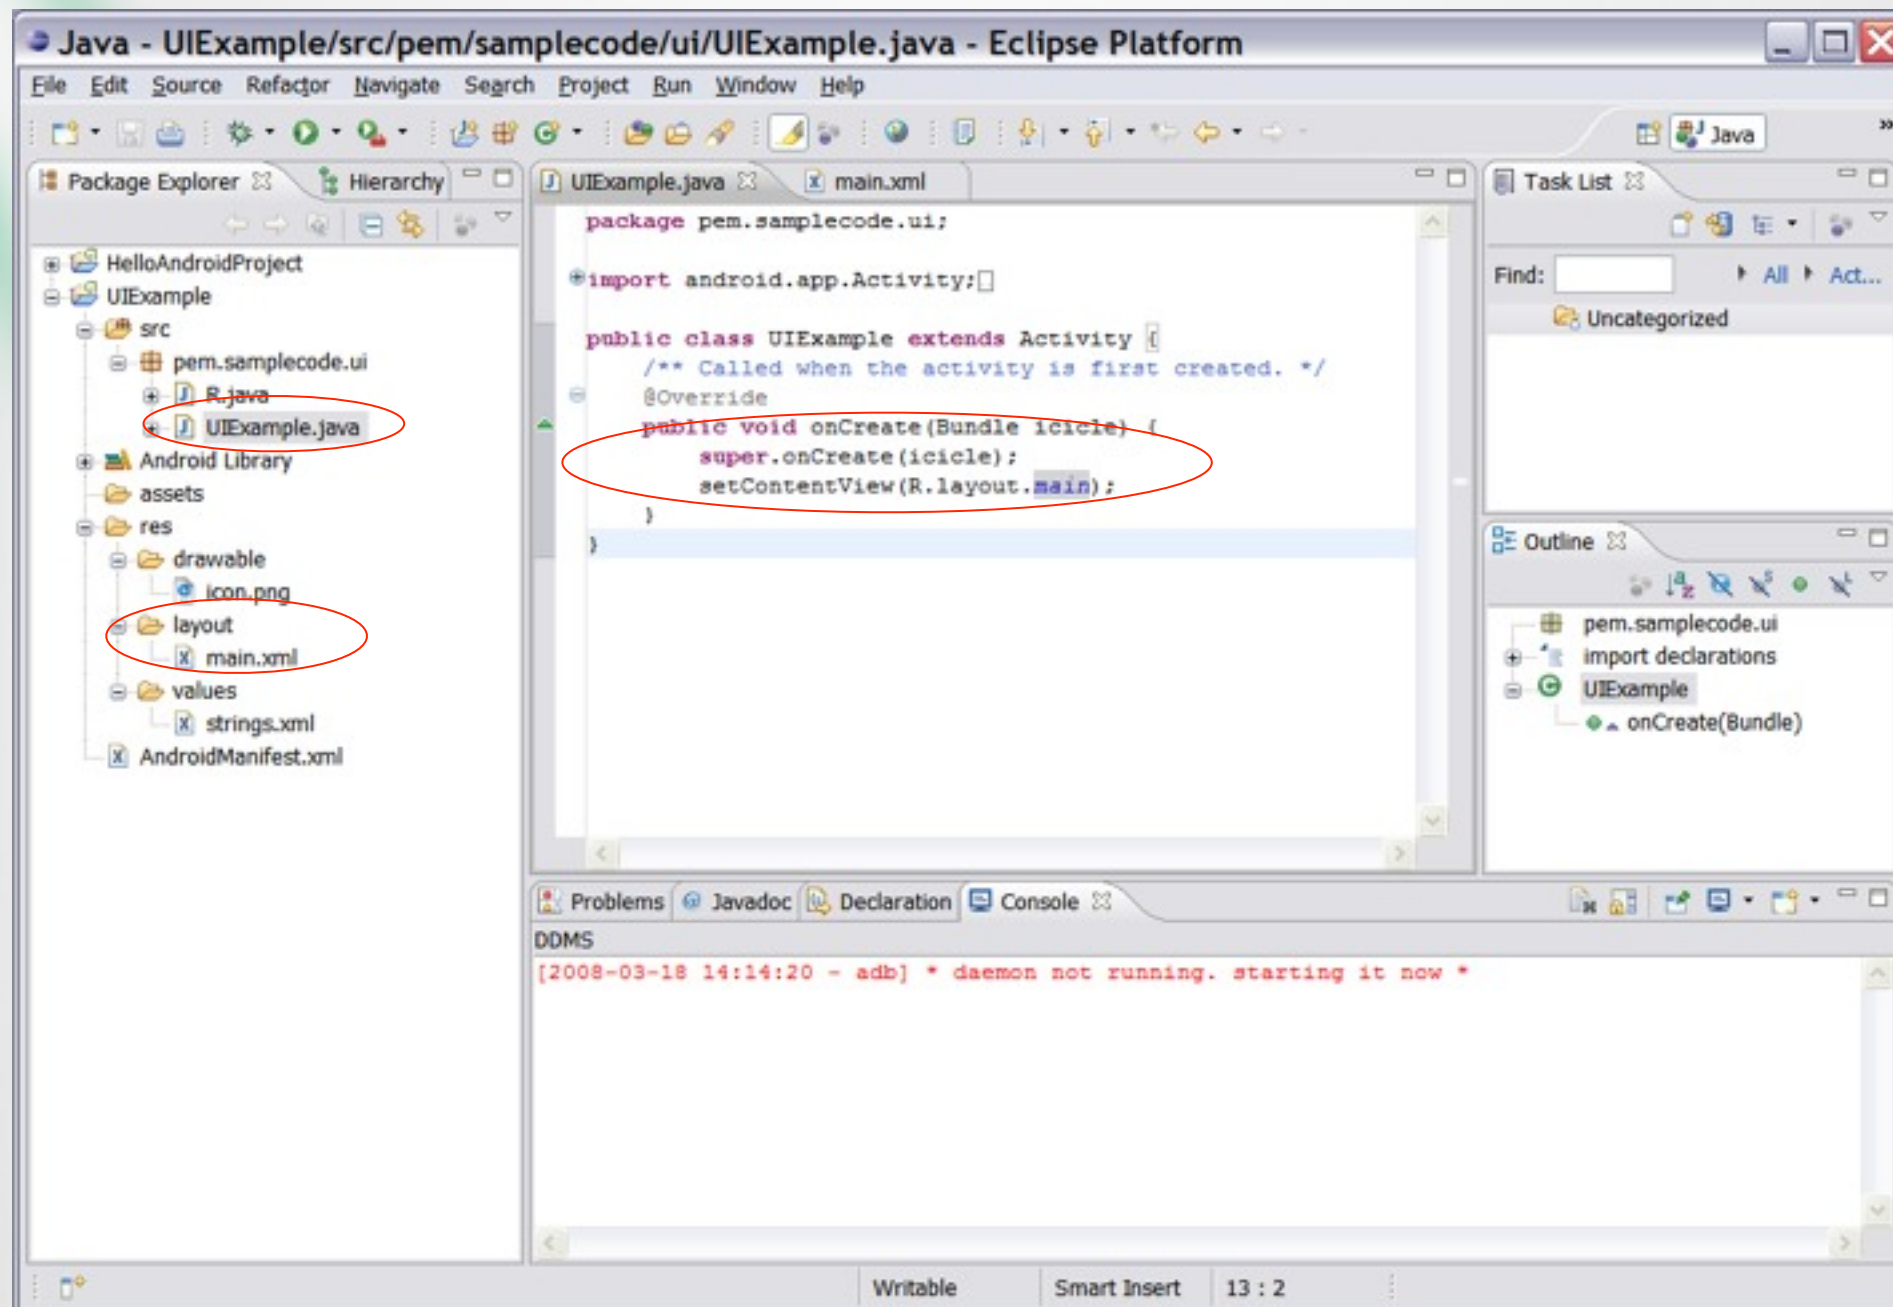 Java - UIExample/src/pem/samplecode/ui/UIExample.java - Eclipse Platform
File Edit Source Refactor Navigate Search Project Run Window Help
Java
Package Explorer Hierarchy
HelloAndroidProject
UIExample
src
pem.samplecode.ui
R.java
UIExample.java
Android Library
assets
res
drawable
icon.png
layout
main.xml
values
strings.xml
AndroidManifest.xml
UIExample.java main.xml
package pem.samplecode.ui;
import android.app.Activity;
public class UIExample extends Activity {
/** Called when the activity is first created. */
@Override
public void onCreate(Bundle icicle) {
super.onCreate(icicle);
setContentView(R.layout.main);
}
}
Task List
Find: All Act...
Uncategorized
Outline
pem.samplecode.ui
import declarations
UIExample
onCreate(Bundle)
Problems Javadoc Declaration Console
DDMS
[2008-03-18 14:14:20 - adb] * daemon not running. starting it now *
Writable Smart Insert 13 : 2